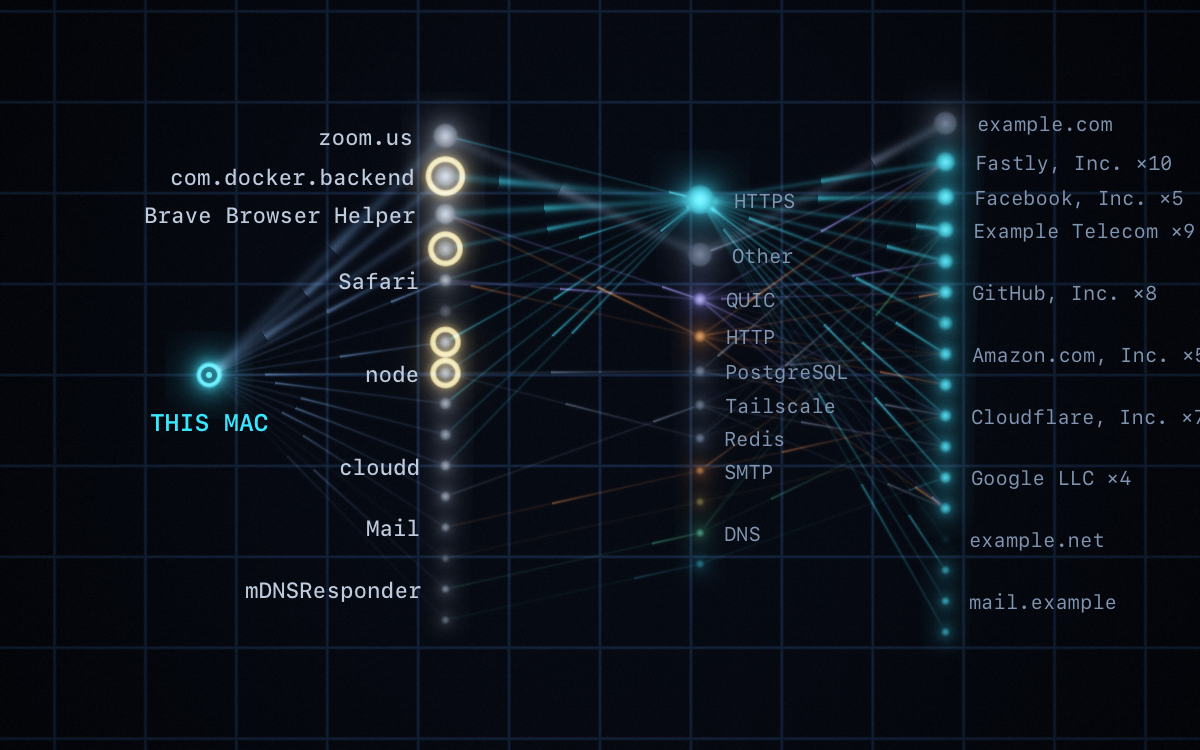 zoom.us
com.docker.backend
Brave Browser Helper
Safari
node
cloudd
Mail
mDNSResponder
THIS MAC
HTTPS
Other
QUIC
HTTP
PostgreSQL
Tailscale
Redis
SMTP
DNS
example.com
Fastly, Inc. ×10
Facebook, Inc. ×5
Example Telecom ×9
GitHub, Inc. ×8
Amazon.com, Inc. ×5
Cloudflare, Inc. ×7
Google LLC ×4
example.net
mail.example